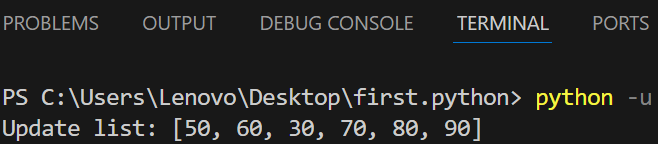 PROBLEMS OUTPUT DEBUG CONSOLE TERMINAL PORTS
PS C:\Users\Lenovo\Desktop\first.python> python -u
Update list: [50, 60, 30, 70, 80, 90]